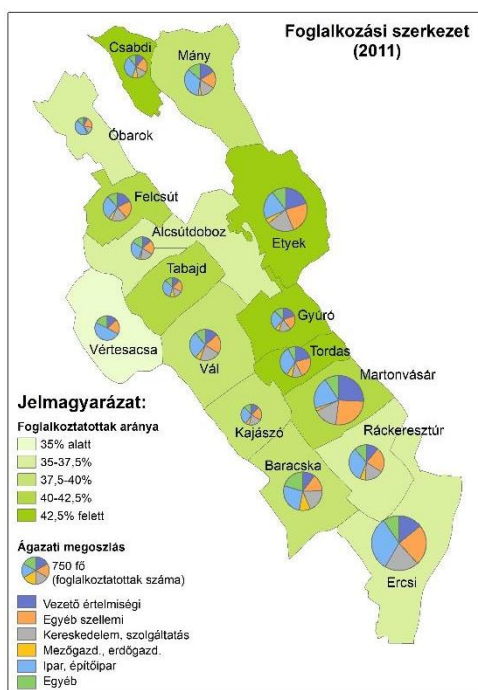 Foglalkozási szerkezet
(2011)
Csabdi
Mány
Óbarok
Felcsút
Alcsútdoboz
Etyek
Tabajd
Gyúró
Vértesacsa
Vál
Tordas
Martonvásár
Kajászó
Ráckeresztúr
Baracska
Ercsi
Jelmagyarázat:
Foglalkoztatottak aránya
35% alatt
35-37,5%
37,5-40%
40-42,5%
42,5% felett
Ágazati megoszlás
750 fő
(foglalkoztatottak száma)
Vezető értelmiségi
Egyéb szellemi
Kereskedelem, szolgáltatás
Mezőgazd., erdőgazd.
Ipar, építőipar
Egyéb